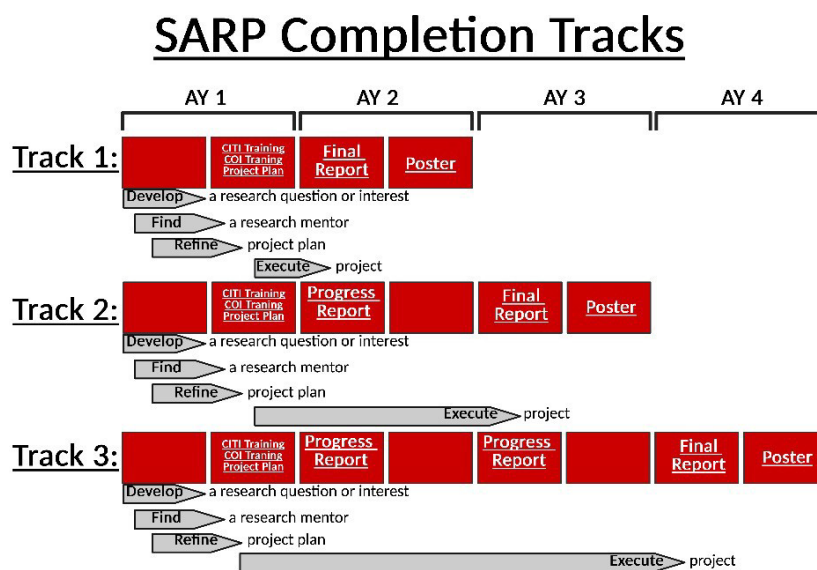 SARP Completion Tracks
AY 1 AY 2 AY 3 AY 4
Track 1:
CITI Training
COI Traning
Project Plan
Final
Report
Poster
Develop a research question or interest
Find a research mentor
Refine project plan
Execute project
Track 2:
CITI Training
COI Traning
Project Plan
Progress
Report
Final
Report
Poster
Develop a research question or interest
Find a research mentor
Refine project plan
Execute project
Track 3:
CITI Training
COI Traning
Project Plan
Progress
Report
Progress
Report
Final
Report
Poster
Develop a research question or interest
Find a research mentor
Refine project plan
Execute project